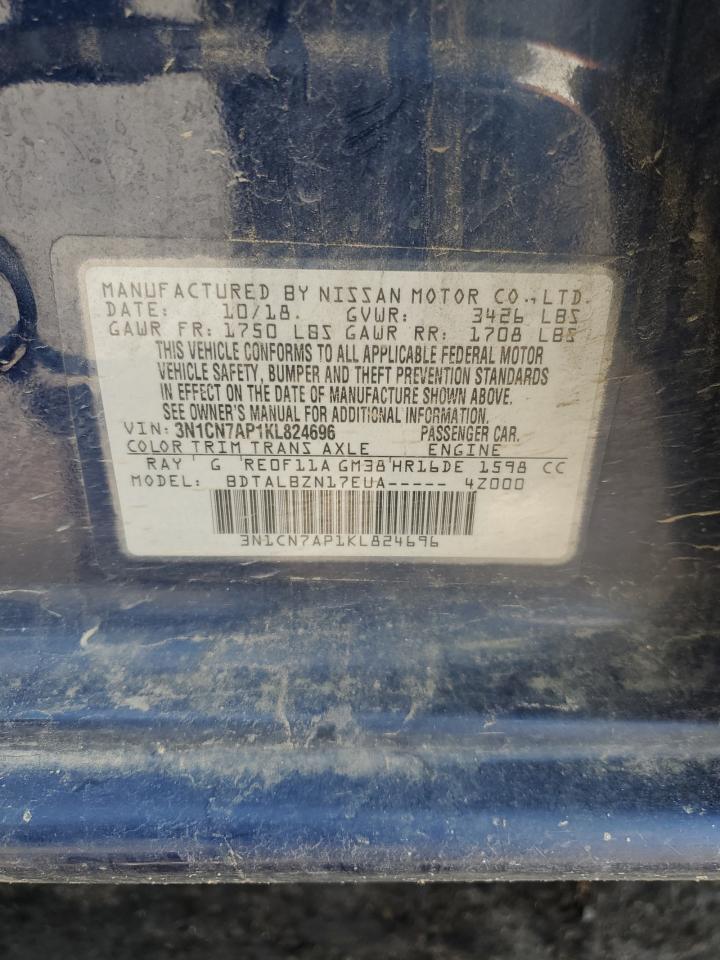 MANUFACTURED BY NISSAN MOTOR CO.,LTD.
DATE: 10/18. GVWR: 3426 LBS
GAWR FR: 1750 LBS GAWR RR: 1708 LBS
THIS VEHICLE CONFORMS TO ALL APPLICABLE FEDERAL MOTOR
VEHICLE SAFETY, BUMPER AND THEFT PREVENTION STANDARDS
IN EFFECT ON THE DATE OF MANUFACTURE SHOWN ABOVE.
SEE OWNER'S MANUAL FOR ADDITIONAL INFORMATION.
VIN: 3N1CN7AP1KL824696 PASSENGER CAR.
COLOR TRIM TRANS AXLE ENGINE
RAY G RE0F11A GM38 HR16DE 1598 CC
MODEL: BDTALBZN17EUA----- 4Z000
3N1CN7AP1KL824696